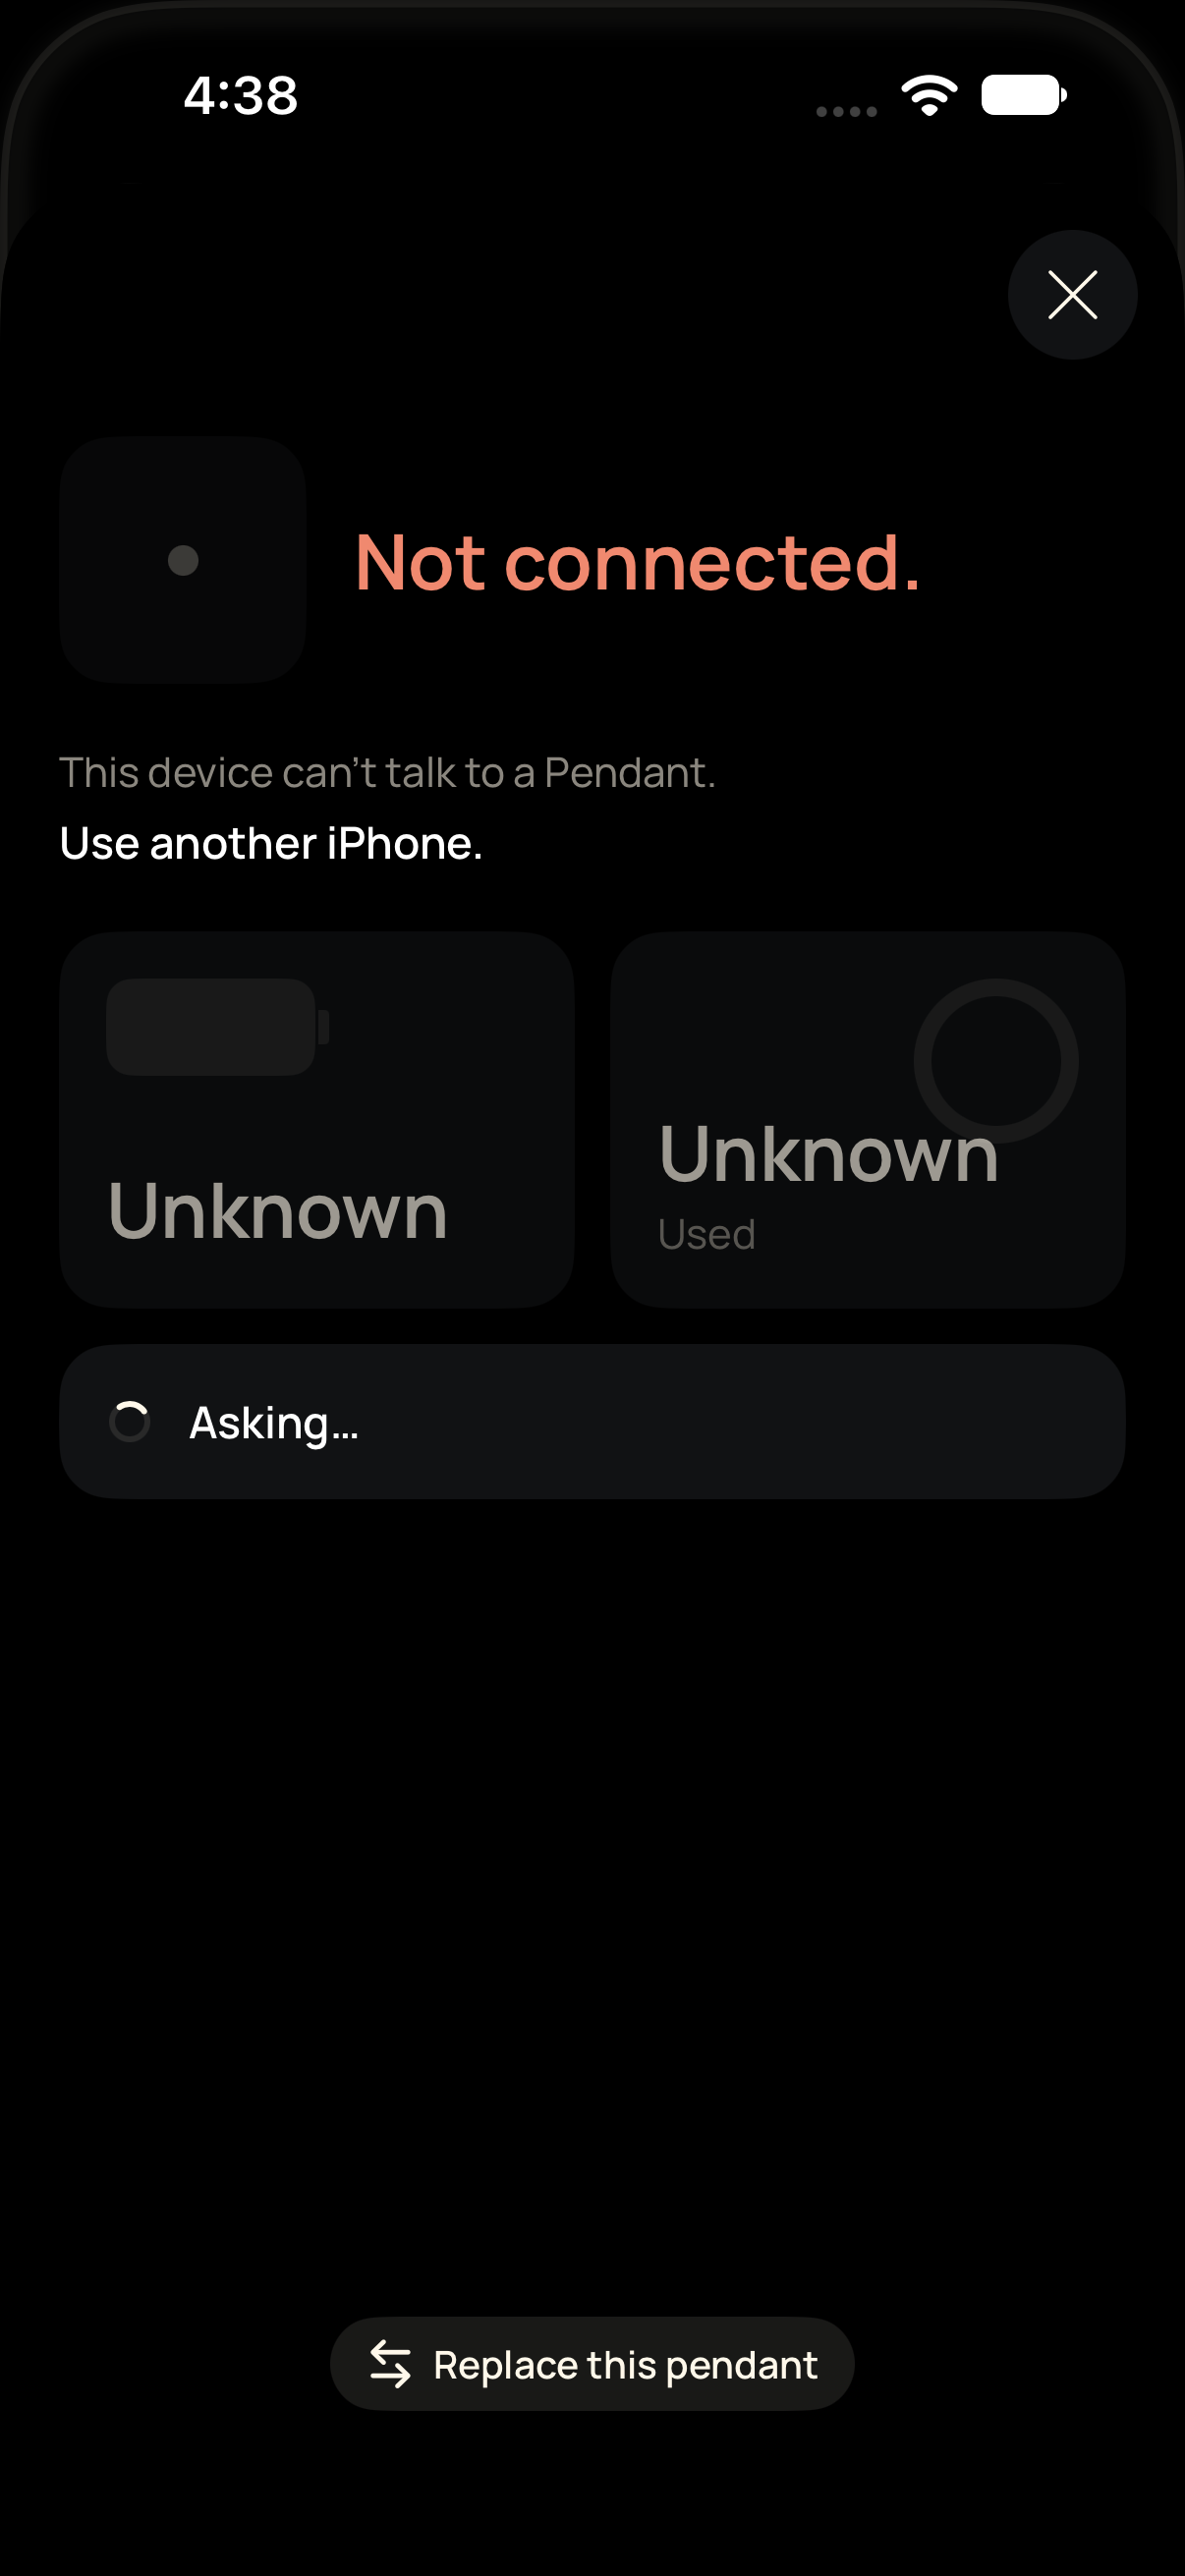 4:38
Not connected.
This device can’t talk to a Pendant.
Use another iPhone.
Unknown
Unknown
Used
Asking…
Replace this pendant